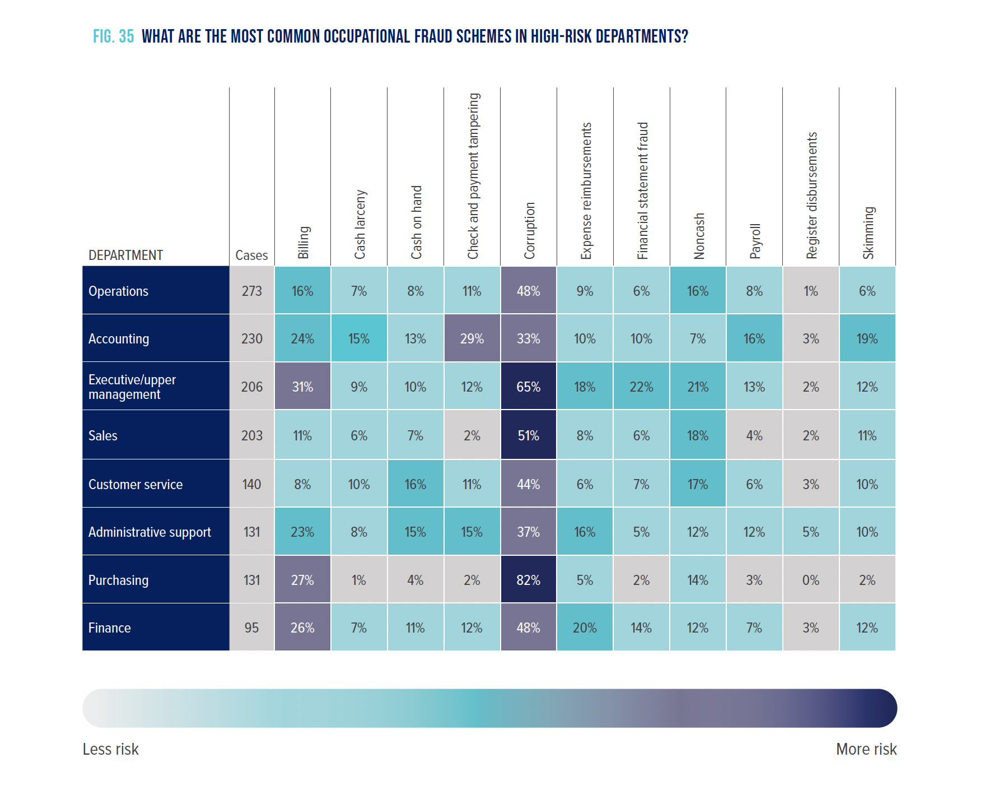 FIG. 35 WHAT ARE THE MOST COMMON OCCUPATIONAL FRAUD SCHEMES IN HIGH-RISK DEPARTMENTS?
DEPARTMENT Cases Billing Cash larceny Cash on hand Check and payment tampering Corruption Expense reimbursements Financial statement fraud Noncash Payroll Register disbursements Skimming
Operations 273 16% 7% 8% 11% 48% 9% 6% 16% 8% 1% 6%
Accounting 230 24% 15% 13% 29% 33% 10% 10% 7% 16% 3% 19%
Executive/upper
management 206 31% 9% 10% 12% 65% 18% 22% 21% 13% 2% 12%
Sales 203 11% 6% 7% 2% 51% 8% 6% 18% 4% 2% 11%
Customer service 140 8% 10% 16% 11% 44% 6% 7% 17% 6% 3% 10%
Administrative support 131 23% 8% 15% 15% 37% 16% 5% 12% 12% 5% 10%
Purchasing 131 27% 1% 4% 2% 82% 5% 2% 14% 3% 0% 2%
Finance 95 26% 7% 11% 12% 48% 20% 14% 12% 7% 3% 12%
Less risk More risk